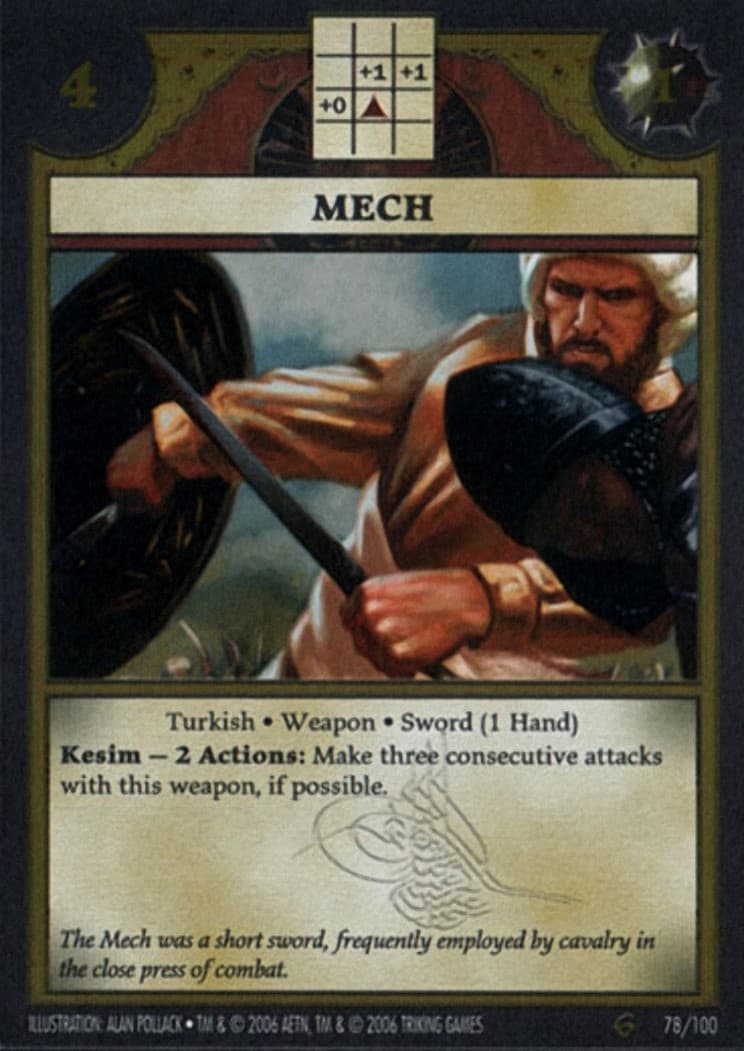 4
+1 +1
+0
1
MECH
Turkish • Weapon • Sword (1 Hand)
Kesim – 2 Actions: Make three consecutive attacks
with this weapon, if possible.
The Mech was a short sword, frequently employed by cavalry in
the close press of combat.
ILLUSTRATION: ALAN POLLACK • TM & © 2006 AETN, TM & © 2006 TRIKING GAMES
78/100